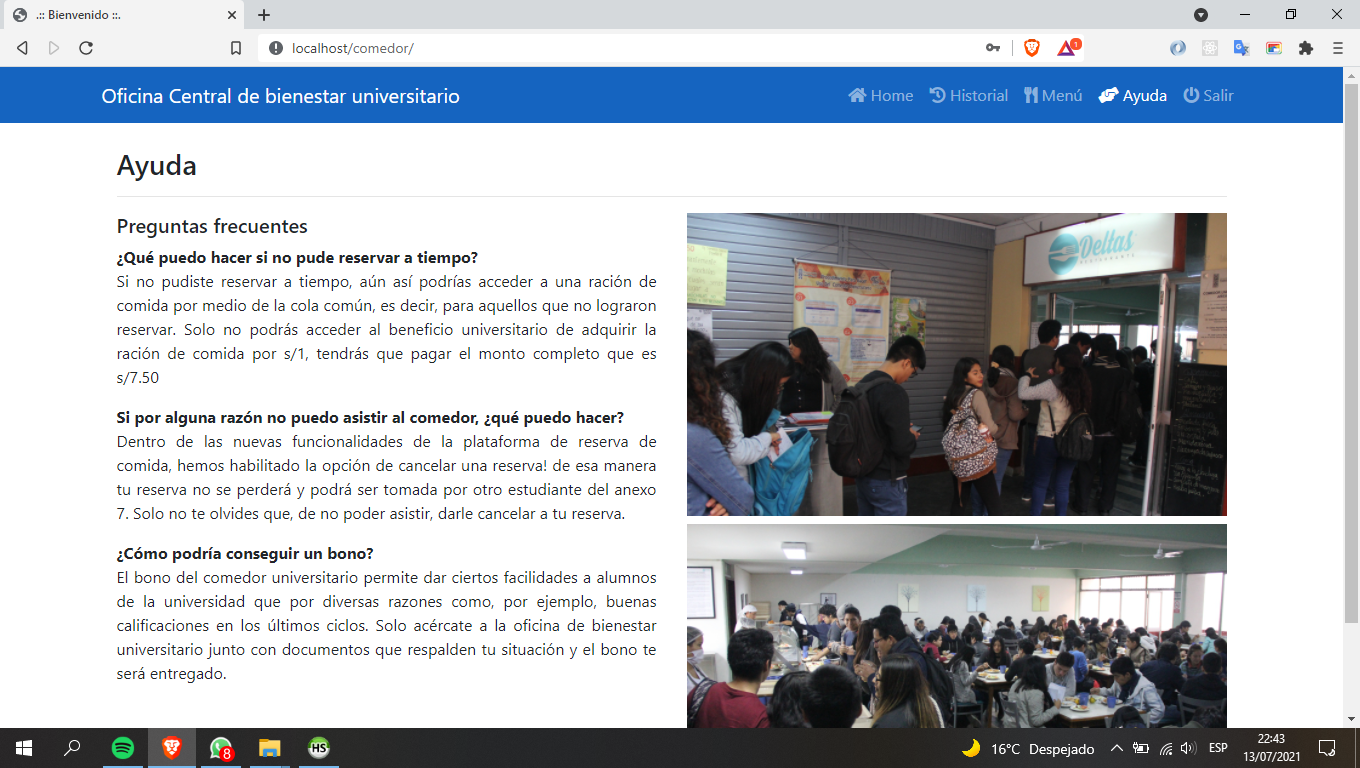 .:: Bienvenido ::.
localhost/comedor/
1
Oficina Central de bienestar universitario
Home Historial Menú Ayuda Salir
Ayuda
Preguntas frecuentes
¿Qué puedo hacer si no pude reservar a tiempo?
Si no pudiste reservar a tiempo, aún así podrías acceder a una ración de
comida por medio de la cola común, es decir, para aquellos que no lograron
reservar. Solo no podrás acceder al beneficio universitario de adquirir la
ración de comida por s/1, tendrás que pagar el monto completo que es
s/7.50
Si por alguna razón no puedo asistir al comedor, ¿qué puedo hacer?
Dentro de las nuevas funcionalidades de la plataforma de reserva de
comida, hemos habilitado la opción de cancelar una reserva! de esa manera
tu reserva no se perderá y podrá ser tomada por otro estudiante del anexo
7. Solo no te olvides que, de no poder asistir, darle cancelar a tu reserva.
¿Cómo podría conseguir un bono?
El bono del comedor universitario permite dar ciertos facilidades a alumnos
de la universidad que por diversas razones como, por ejemplo, buenas
calificaciones en los últimos ciclos. Solo acércate a la oficina de bienestar
universitario junto con documentos que respalden tu situación y el bono te
será entregado.
Deltas
RESTAURANTE
8
HS
16°C Despejado
ESP
22:43
13/07/2021